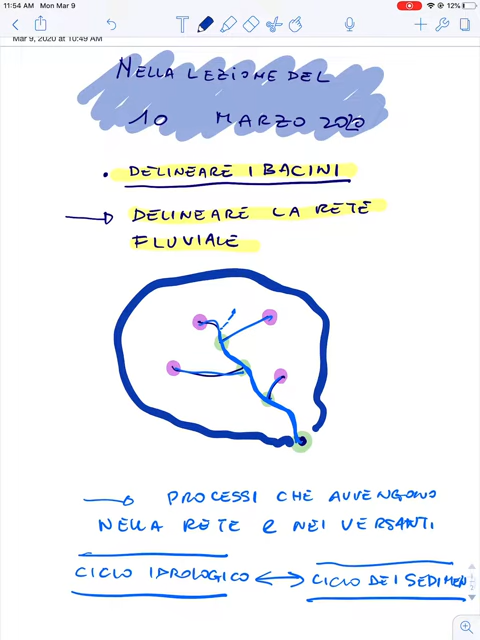 11:54 AM Mon Mar 9
12%
Mar 9, 2020 at 10:49 AM
NELLA LEZIONE DEL
10 MARZO 2020
• DELINEARE I BACINI
→ DELINEARE LA RETE
FLUVIALE
→ PROCESSI CHE AVVENGONO
NELLA RETE E NEI VERSANTI
CICLO IDROLOGICO ↔ CICLO DEI SEDIMEN